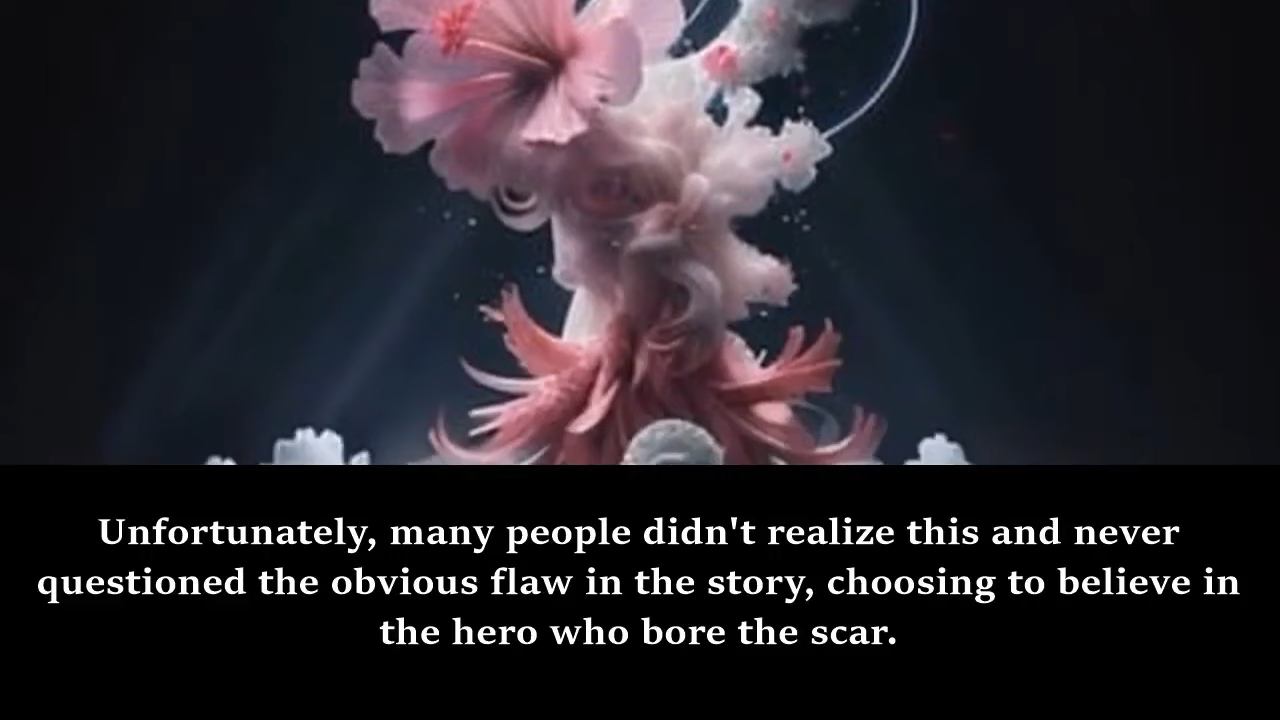 Unfortunately, many people didn't realize this and never
questioned the obvious flaw in the story, choosing to believe in
the hero who bore the scar.